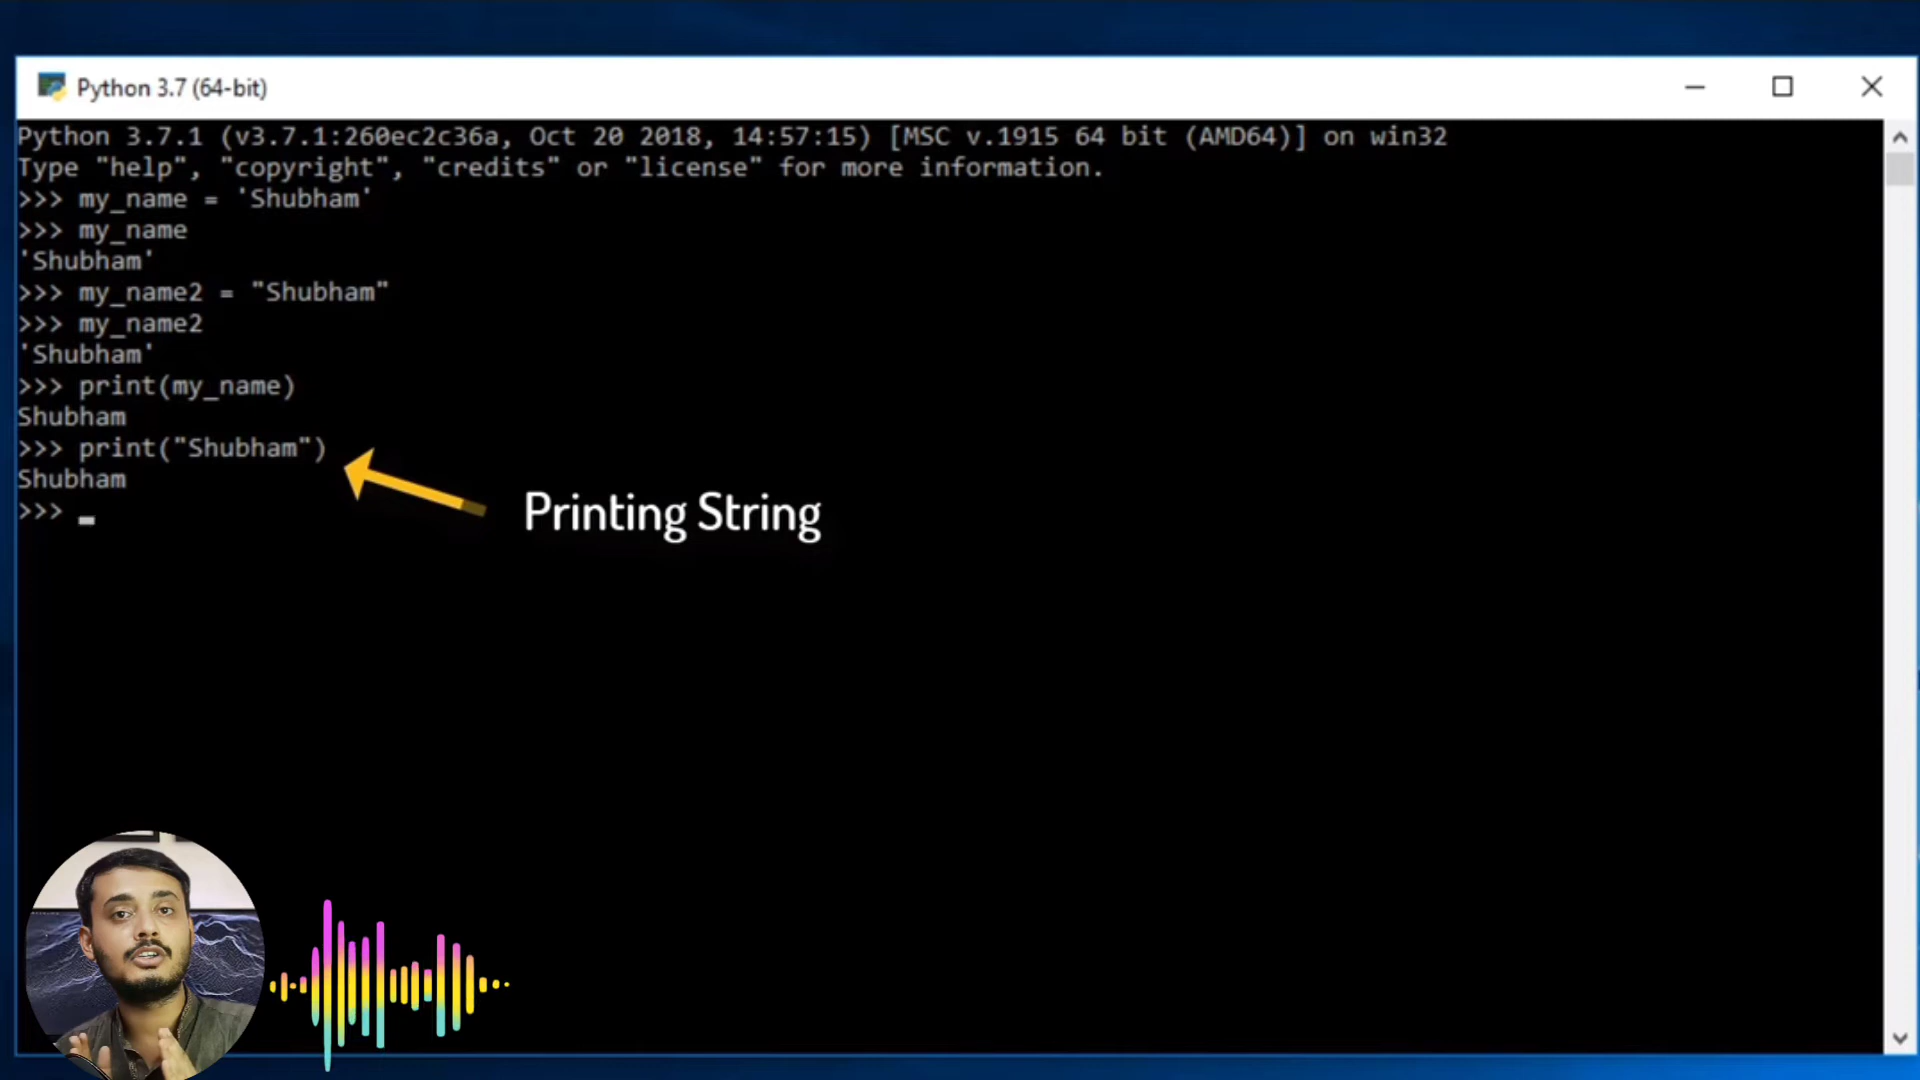 Python 3.7 (64-bit)
Python 3.7.1 (v3.7.1:260ec2c36a, Oct 20 2018, 14:57:15) [MSC v.1915 64 bit (AMD64)] on win32
Type "help", "copyright", "credits" or "license" for more information.
>>> my_name = 'Shubham'
>>> my_name
'Shubham'
>>> my_name2 = "Shubham"
>>> my_name2
'Shubham'
>>> print(my_name)
Shubham
>>> print("Shubham")
Shubham
>>>
Printing String